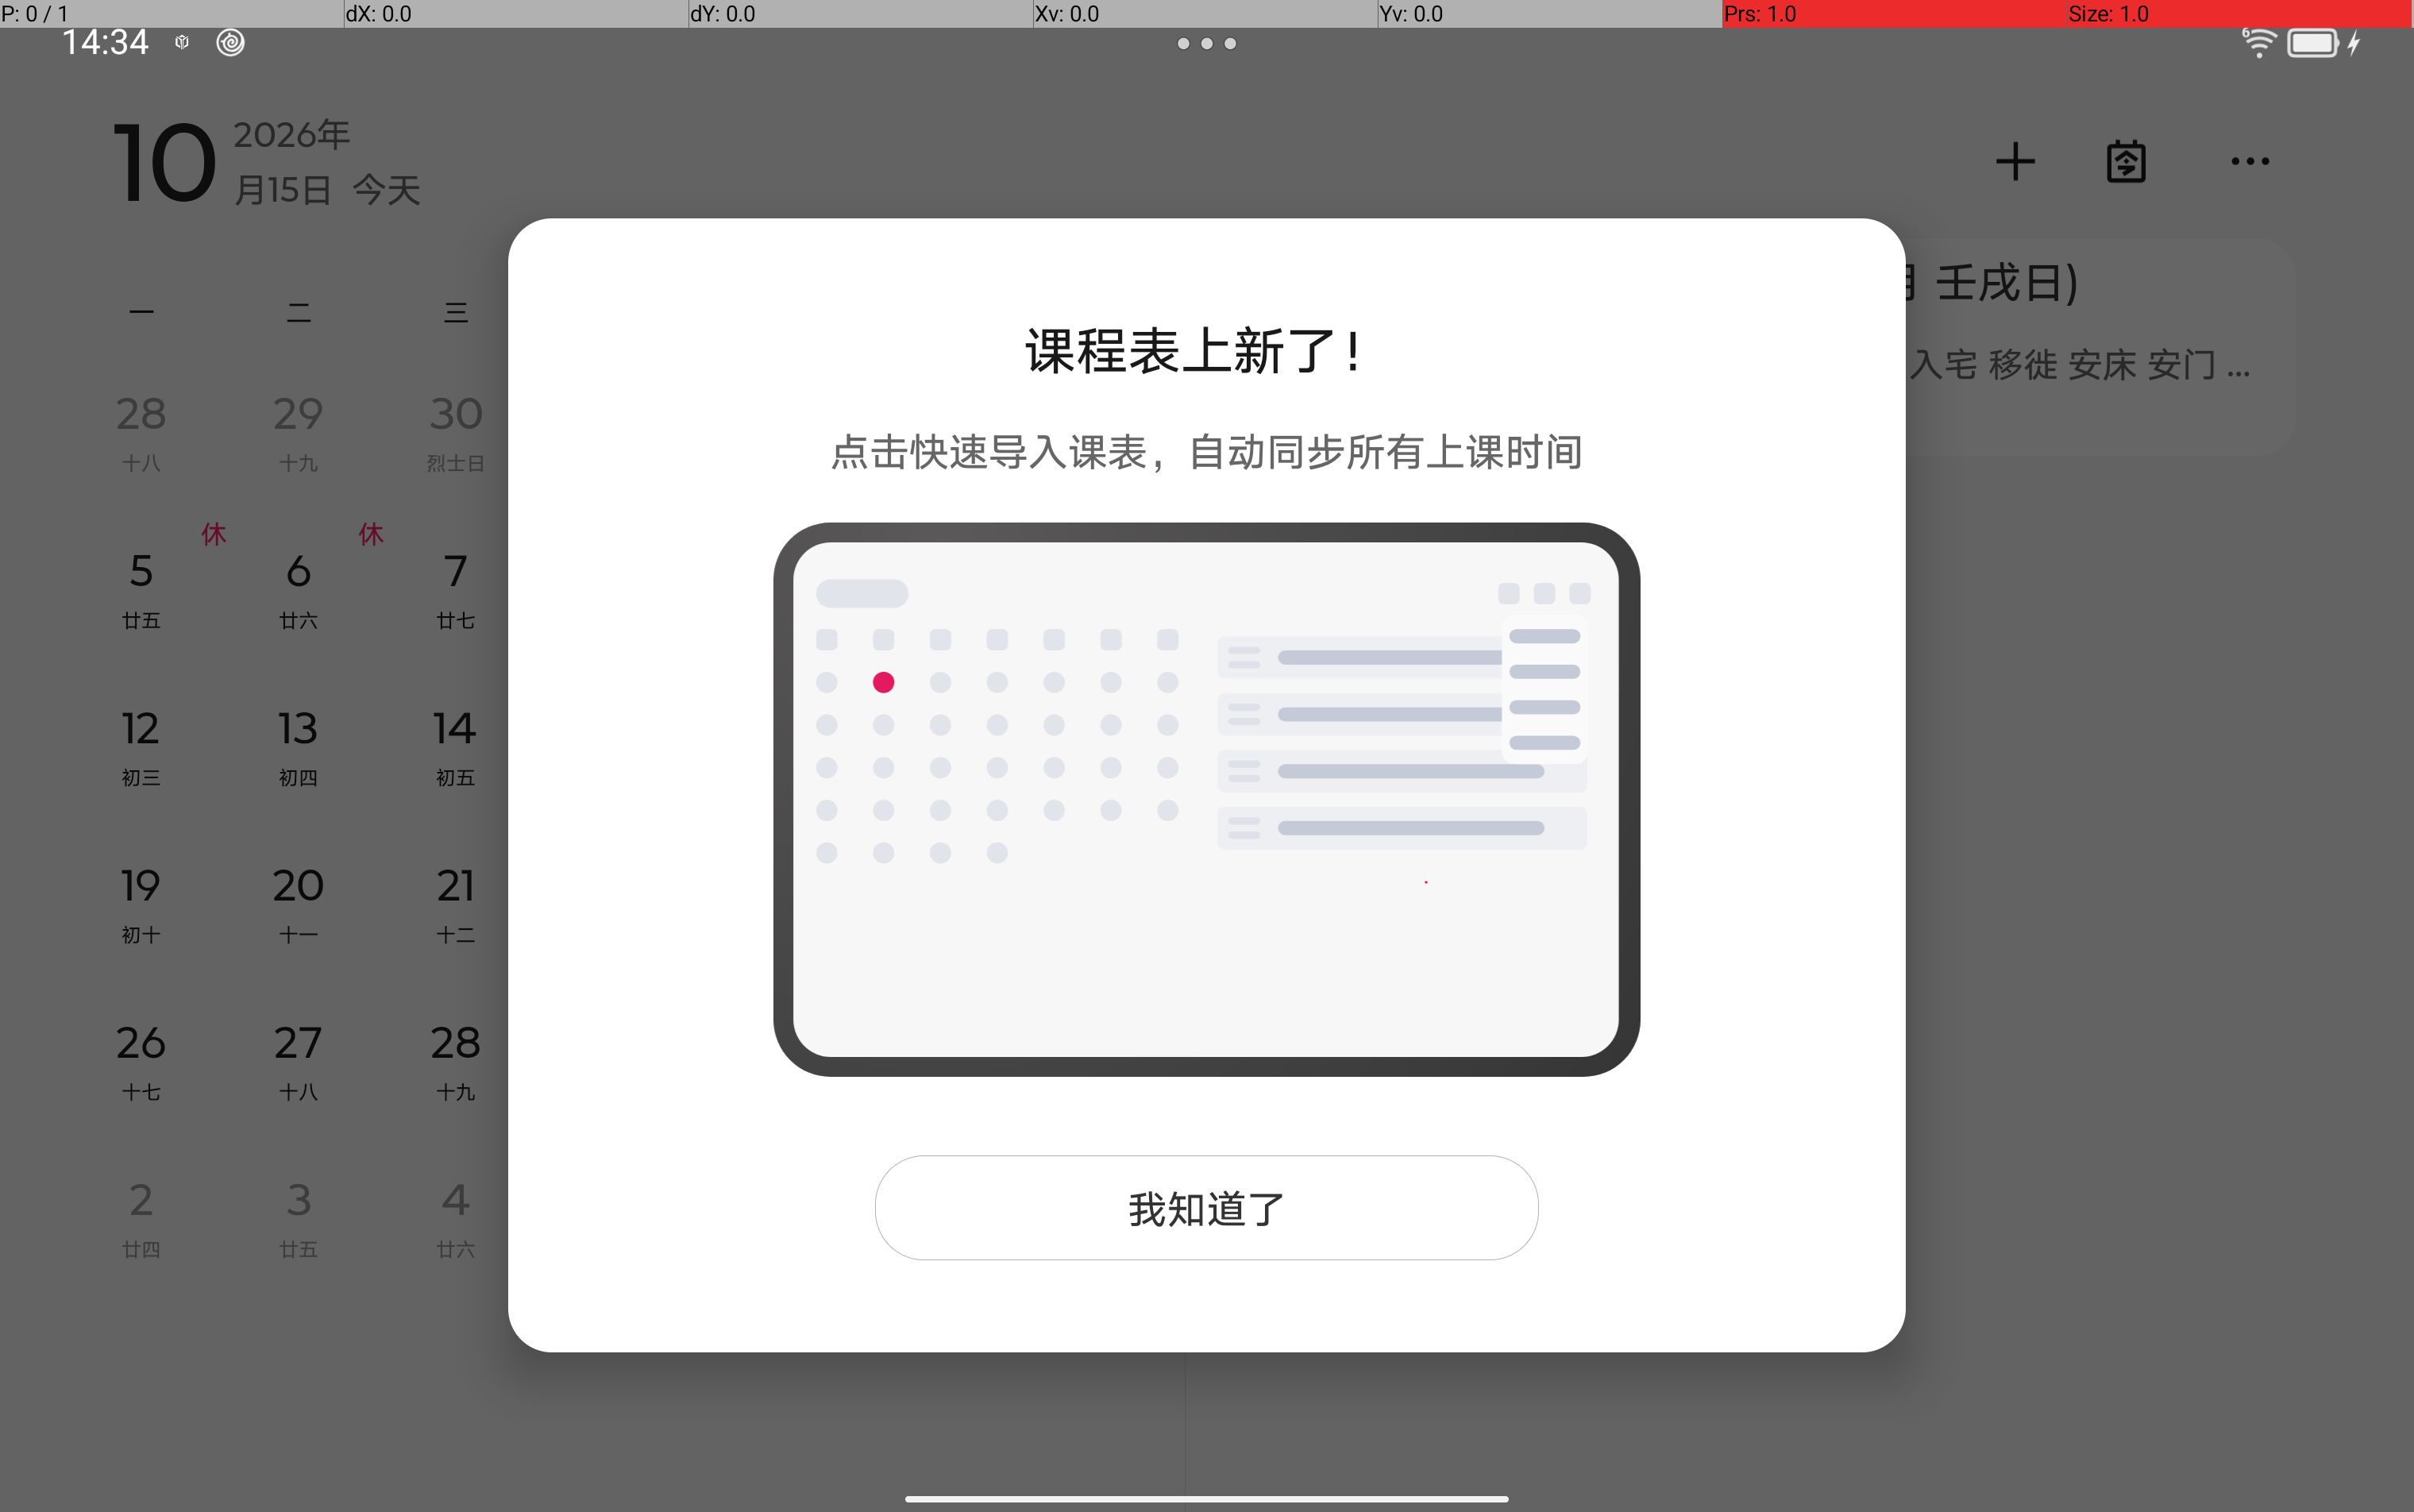 P: 0 / 1 dX: 0.0 dY: 0.0 Xv: 0.0 Yv: 0.0 Prs: 1.0 Size: 1.0
14:34 6
10 2026年
月15日 今天
壬戌日)
入宅 移徙 安床 安门 ...
一 二 三
28 29 30
十八 十九 烈士日
休 休
5 6 7
廿五 廿六 廿七
12 13 14
初三 初四 初五
19 20 21
初十 十一 十二
26 27 28
十七 十八 十九
2 3 4
廿四 廿五 廿六
课程表上新了!
点击快速导入课表，自动同步所有上课时间
我知道了